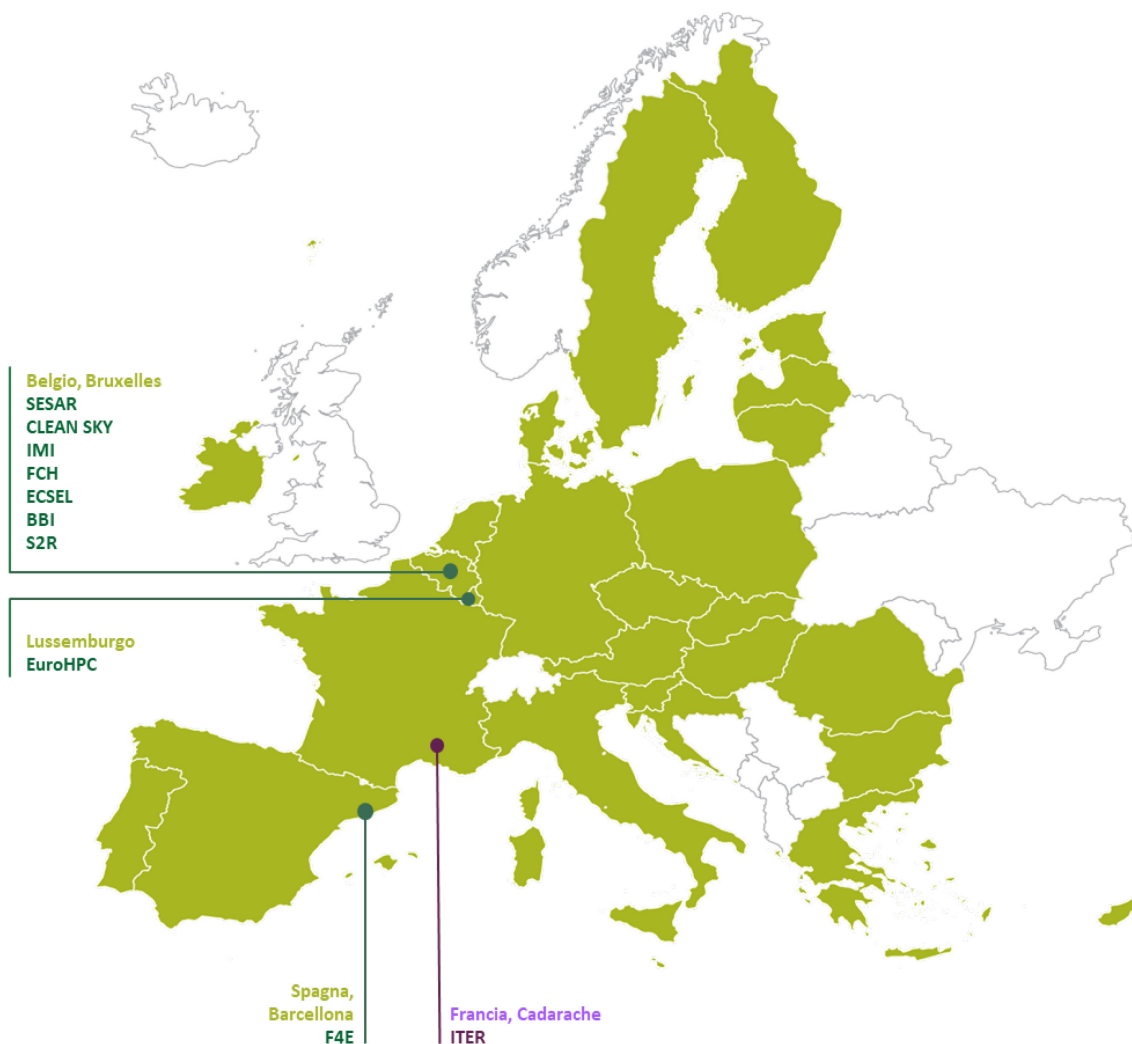 Belgio, Bruxelles
SESAR
CLEAN SKY
IMI
FCH
ECSEL
BBI
S2R
Lussemburgo
EuroHPC
Spagna,
Barcellona
F4E
Francia, Cadarache
ITER